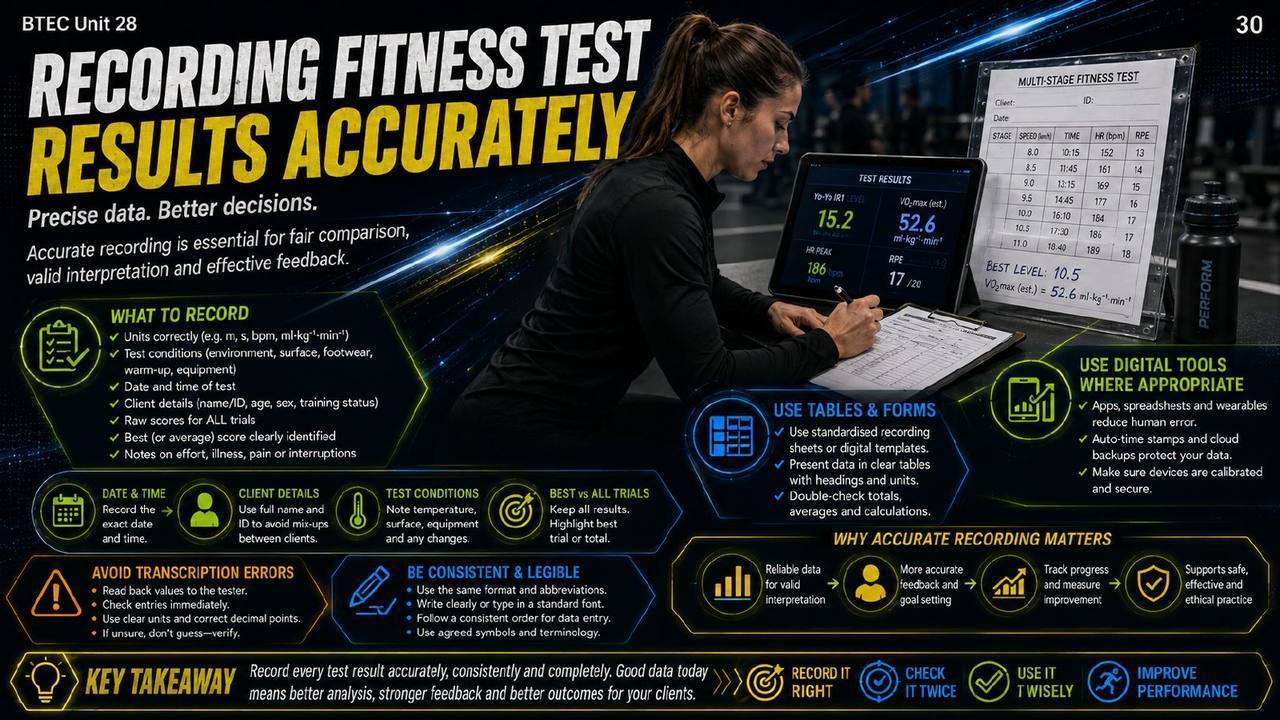 BTEC Unit 28
30
RECORDING FITNESS TEST
RESULTS ACCURATELY
Precise data. Better decisions.
Accurate recording is essential for fair comparison,
valid interpretation and effective feedback.
MULTI-STAGE FITNESS TEST
Client: ID:
Date:
STAGE SPEED (km/h) TIME HR (bpm) RPE
8.0 10:15 152 13
8.5 11:45 161 14
9.0 13:15 169 15
9.5 14:45 177 16
10.0 16:10 184 17
10.5 17:30 186 17
11.0 18:40 189 18
BEST LEVEL: 10.5
VO₂max (est.) = 52.6 ml·kg⁻¹·min⁻¹
TEST RESULTS
Yo-Yo IR1 LEVEL
15.2
VO₂max (est.)
52.6
ml·kg⁻¹·min⁻¹
HR PEAK
186 bpm
bpm
RPE
17 /20
PERFORM
WHAT TO RECORD
✓ Units correctly (e.g. m, s, bpm, ml·kg⁻¹·min⁻¹)
✓ Test conditions (environment, surface, footwear,
warm-up, equipment)
✓ Date and time of test
✓ Client details (name/ID, age, sex, training status)
✓ Raw scores for ALL trials
✓ Best (or average) score clearly identified
✓ Notes on effort, illness, pain or interruptions
USE TABLES & FORMS
✓ Use standardised recording
sheets or digital templates.
✓ Present data in clear tables
with headings and units.
✓ Double-check totals,
averages and calculations.
USE DIGITAL TOOLS
WHERE APPROPRIATE
✓ Apps, spreadshests and wearables
reduce human error.
✓ Auto-time stamps and cloud
backups protect your data.
✓ Make sure devices are calibrated
and secure.
DATE & TIME
Record the
exact date
and time.
CLIENT DETAILS
Use full name and
ID to avoid mix-ups
between clients.
TEST CONDITIONS
Note temperature,
surface, equipment
and any changes.
BEST vs ALL TRIALS
Keep all results.
Highlight best
trial or total.
WHY ACCURATE RECORDING MATTERS
Reliable data
for valid
interpretation
More accurate
feedback and
goal setting
Track progress
and measure
improvement
Supports safe,
effective and
ethical practice
AVOID TRANSCRIPTION ERRORS
• Read back values to the tester.
• Check entries immediately.
• Use clear units and correct decimal points.
• If unsure, don't guess—verify.
BE CONSISTENT & LEGIBLE
• Use the same format and abbreviations.
• Write clearly or type in a standard font.
• Follow a consistent order for data entry.
• Use agreed symbols and terminology.
KEY TAKEAWAY
Record every test result accurately, consistently and completely. Good data today
means better analysis, stronger feedback and better outcomes for your clients.
RECORD IT
RIGHT
CHECK
IT TWICE
USE IT
T WISELY
IMPROVE
PERFORMANCE